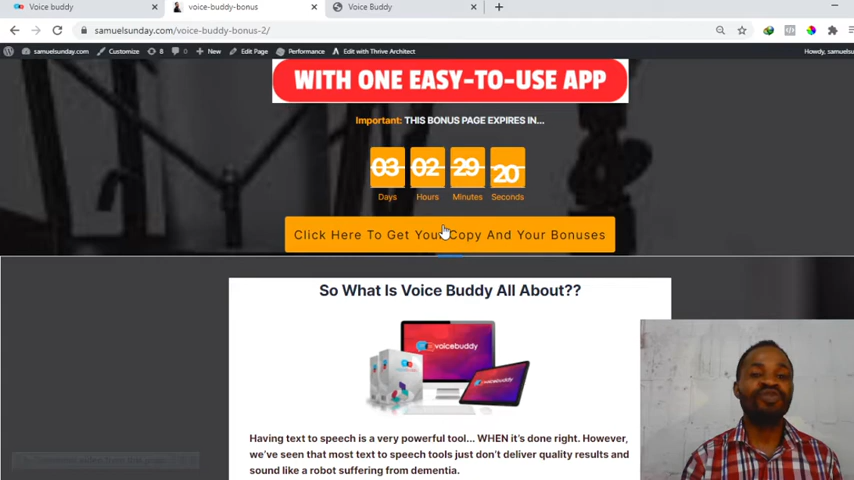 Voice buddy
voice-buddy-bonus
Voice Buddy
samuelsunday.com/voice-buddy-bonus-2/
samuelsunday.com
Customize
8
0
New
Edit Page
Performance
Edit with Thrive Architect
Howdy, samuelsunday
WITH ONE EASY-TO-USE APP
Important: THIS BONUS PAGE EXPIRES IN...
03 02 29 20
Days Hours Minutes Seconds
Click Here To Get Your Copy And Your Bonuses
So What Is Voice Buddy All About??
voicebuddy
voicebuddy
Having text to speech is a very powerful tool... WHEN it's done right. However,
we've seen that most text to speech tools just don't deliver quality results and
sound like a robot suffering from dementia.